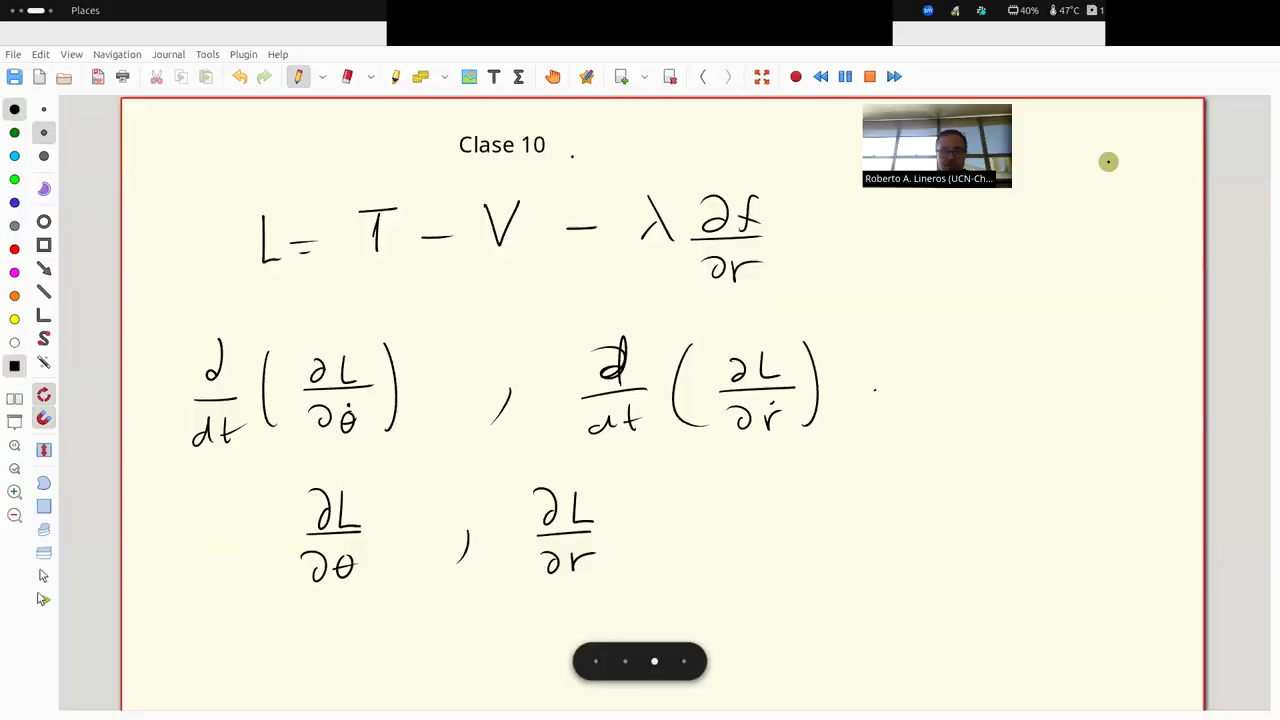 Places
40% 47°C 1
File Edit View Navigation Journal Tools Plugin Help
Clase 10
Roberto A. Lineros (UCN-Ch...
L = T - V - λ ∂f/∂r
d/dt (∂L/∂θ̇) , d/dt (∂L/∂ṙ)
∂L/∂θ , ∂L/∂r